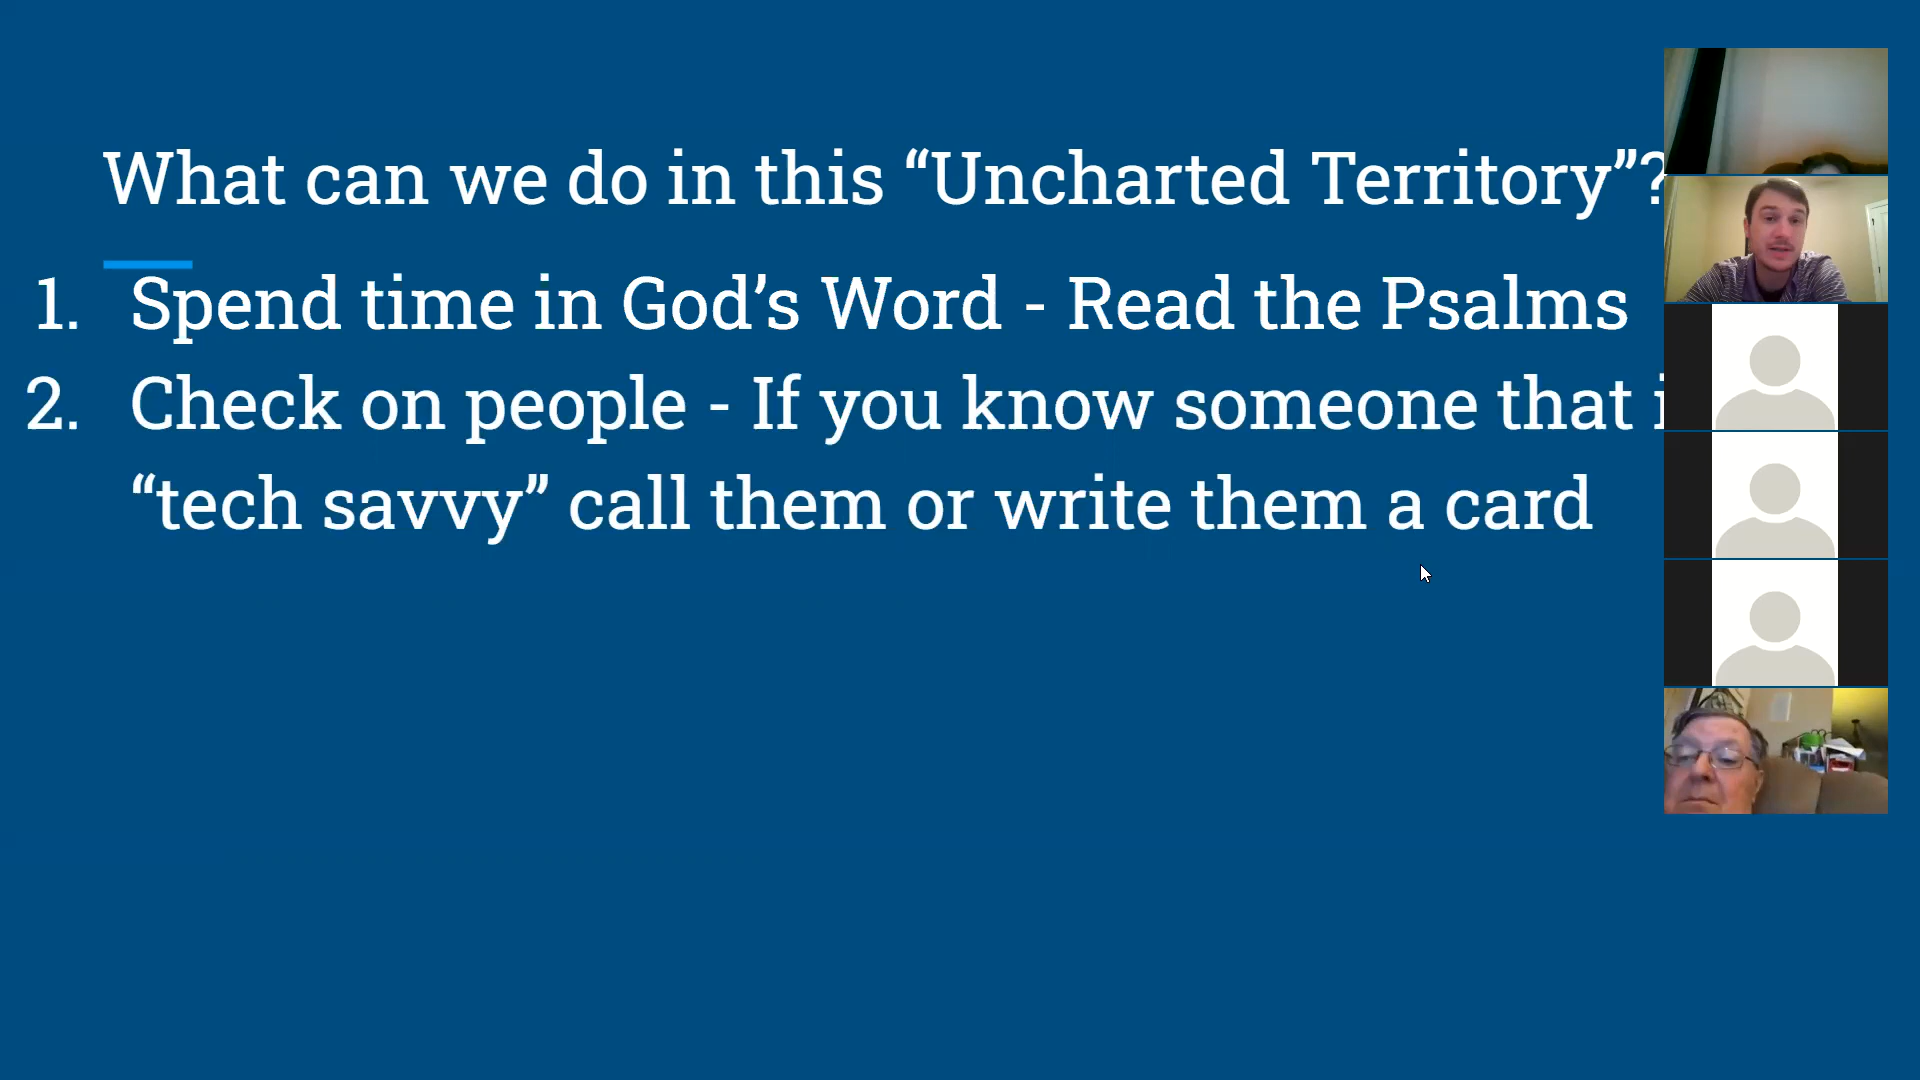 What can we do in this “Uncharted Territory”?
1. Spend time in God’s Word - Read the Psalms
2. Check on people - If you know someone that
“tech savvy” call them or write them a card